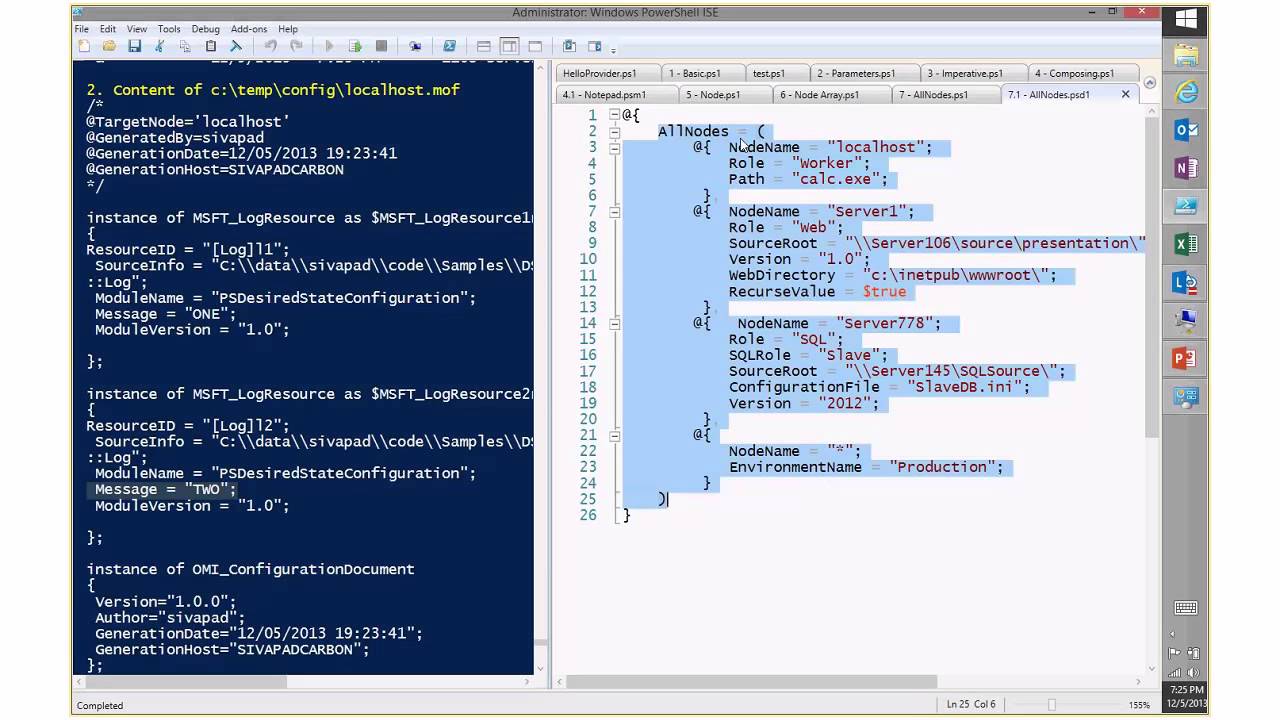 Administrator: Windows PowerShell ISE
File Edit View Tools Debug Add-ons Help
2. Content of c:\temp\config\localhost.mof
/*
@TargetNode='localhost'
@GeneratedBy=sivapad
@GenerationDate=12/05/2013 19:23:41
@GenerationHost=SIVAPADCARBON
*/
instance of MSFT_LogResource as $MSFT_LogResource1r
{
ResourceID = "[Log]l1";
SourceInfo = "C:\\data\\sivapad\\code\\Samples\\DS
::Log";
ModuleName = "PSDesiredStateConfiguration";
Message = "ONE";
ModuleVersion = "1.0";
};
instance of MSFT_LogResource as $MSFT_LogResource2r
{
ResourceID = "[Log]l2";
SourceInfo = "C:\\data\\sivapad\\code\\Samples\\DS
::Log";
ModuleName = "PSDesiredStateConfiguration";
Message = "TWO";
ModuleVersion = "1.0";
};
instance of OMI_ConfigurationDocument
{
Version="1.0.0";
Author="sivapad";
GenerationDate="12/05/2013 19:23:41";
GenerationHost="SIVAPADCARBON";
};
HelloProvider.ps1 1 - Basic.ps1 test.ps1 2 - Parameters.ps1 3 - Imperative.ps1 4 - Composing.ps1
4.1 - Notepad.psm1 5 - Node.ps1 6 - Node Array.ps1 7 - AllNodes.ps1 7.1 - AllNodes.psd1 X
1 @{
2 AllNodes = (
3 @{ NodeName = "localhost";
4 Role = "Worker";
5 Path = "calc.exe";
6 },
7 @{ NodeName = "Server1";
8 Role = "Web";
9 SourceRoot = "\\Server106\source\presentation\"
10 Version = "1.0";
11 WebDirectory = "c:\inetpub\wwwroot\";
12 RecurseValue = $true
13 },
14 @{ NodeName = "Server778";
15 Role = "SQL";
16 SQLRole = "Slave";
17 SourceRoot = "\\Server145\SQLSource\";
18 ConfigurationFile = "SlaveDB.ini";
19 Version = "2012";
20 },
21 @{
22 NodeName = "*";
23 EnvironmentName = "Production";
24 }
25 )
26 }
Completed
Ln 25 Col 6 155%
7:25 PM
12/5/2013